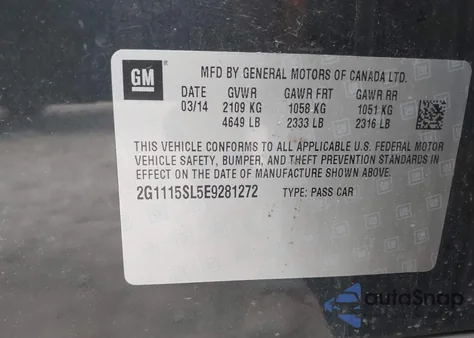 GM
MFD BY GENERAL MOTORS OF CANADA LTD.
DATE GVWR GAWR FRT GAWR RR
03/14 2109 KG 1058 KG 1051 KG
4649 LB 2333 LB 2316 LB
THIS VEHICLE CONFORMS TO ALL APPLICABLE U.S. FEDERAL MOTOR
VEHICLE SAFETY, BUMPER, AND THEFT PREVENTION STANDARDS IN
EFFECT ON THE DATE OF MANUFACTURE SHOWN ABOVE.
2G1115SL5E9281272 TYPE: PASS CAR
autoSnap